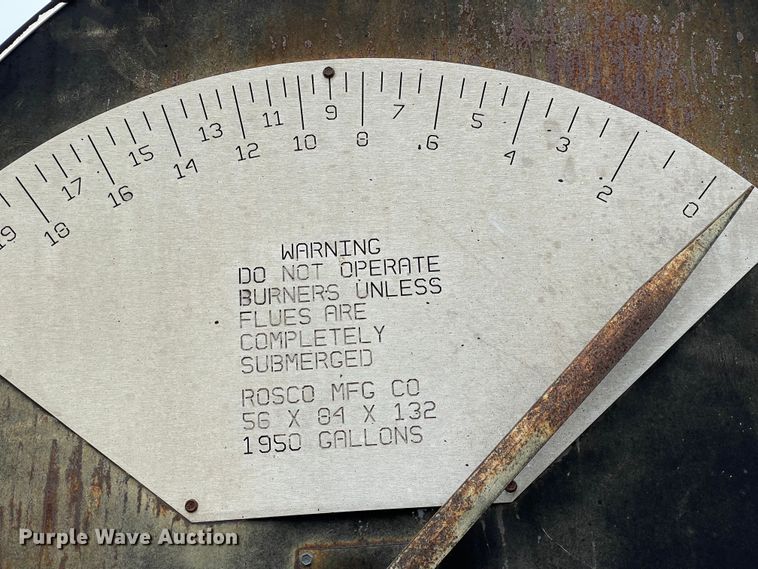 19 18 17 16 15 14 13 12 11 10 9 8 7 6 5 4 3 2 0
WARNING
DO NOT OPERATE
BURNERS UNLESS
FLUES ARE
COMPLETELY
SUBMERGED
ROSCO MFG CO
56 X 84 X 132
1950 GALLONS
Purple Wave Auction